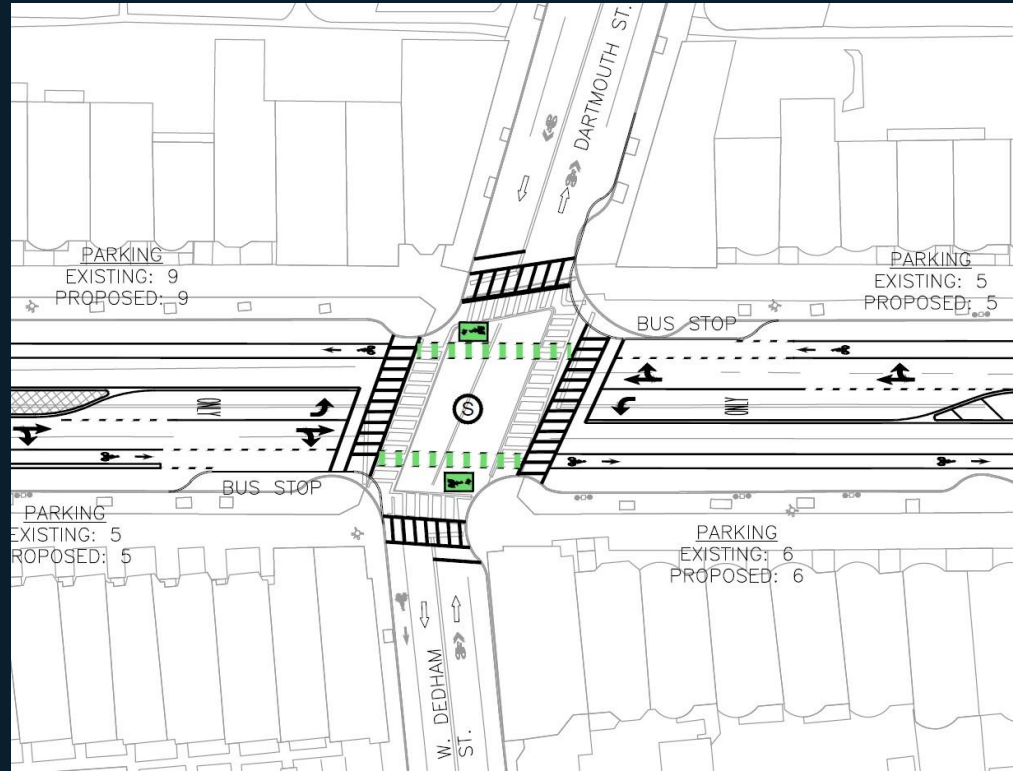 DARTMOUTH ST.
PARKING
EXISTING: 9
PROPOSED: 9
PARKING
EXISTING: 5
PROPOSED: 5
BUS STOP
ONLY
ONLY
S
BUS STOP
PARKING
EXISTING: 5
ROPOSED: 5
PARKING
EXISTING: 6
PROPOSED: 6
W. DEDHAM
ST.